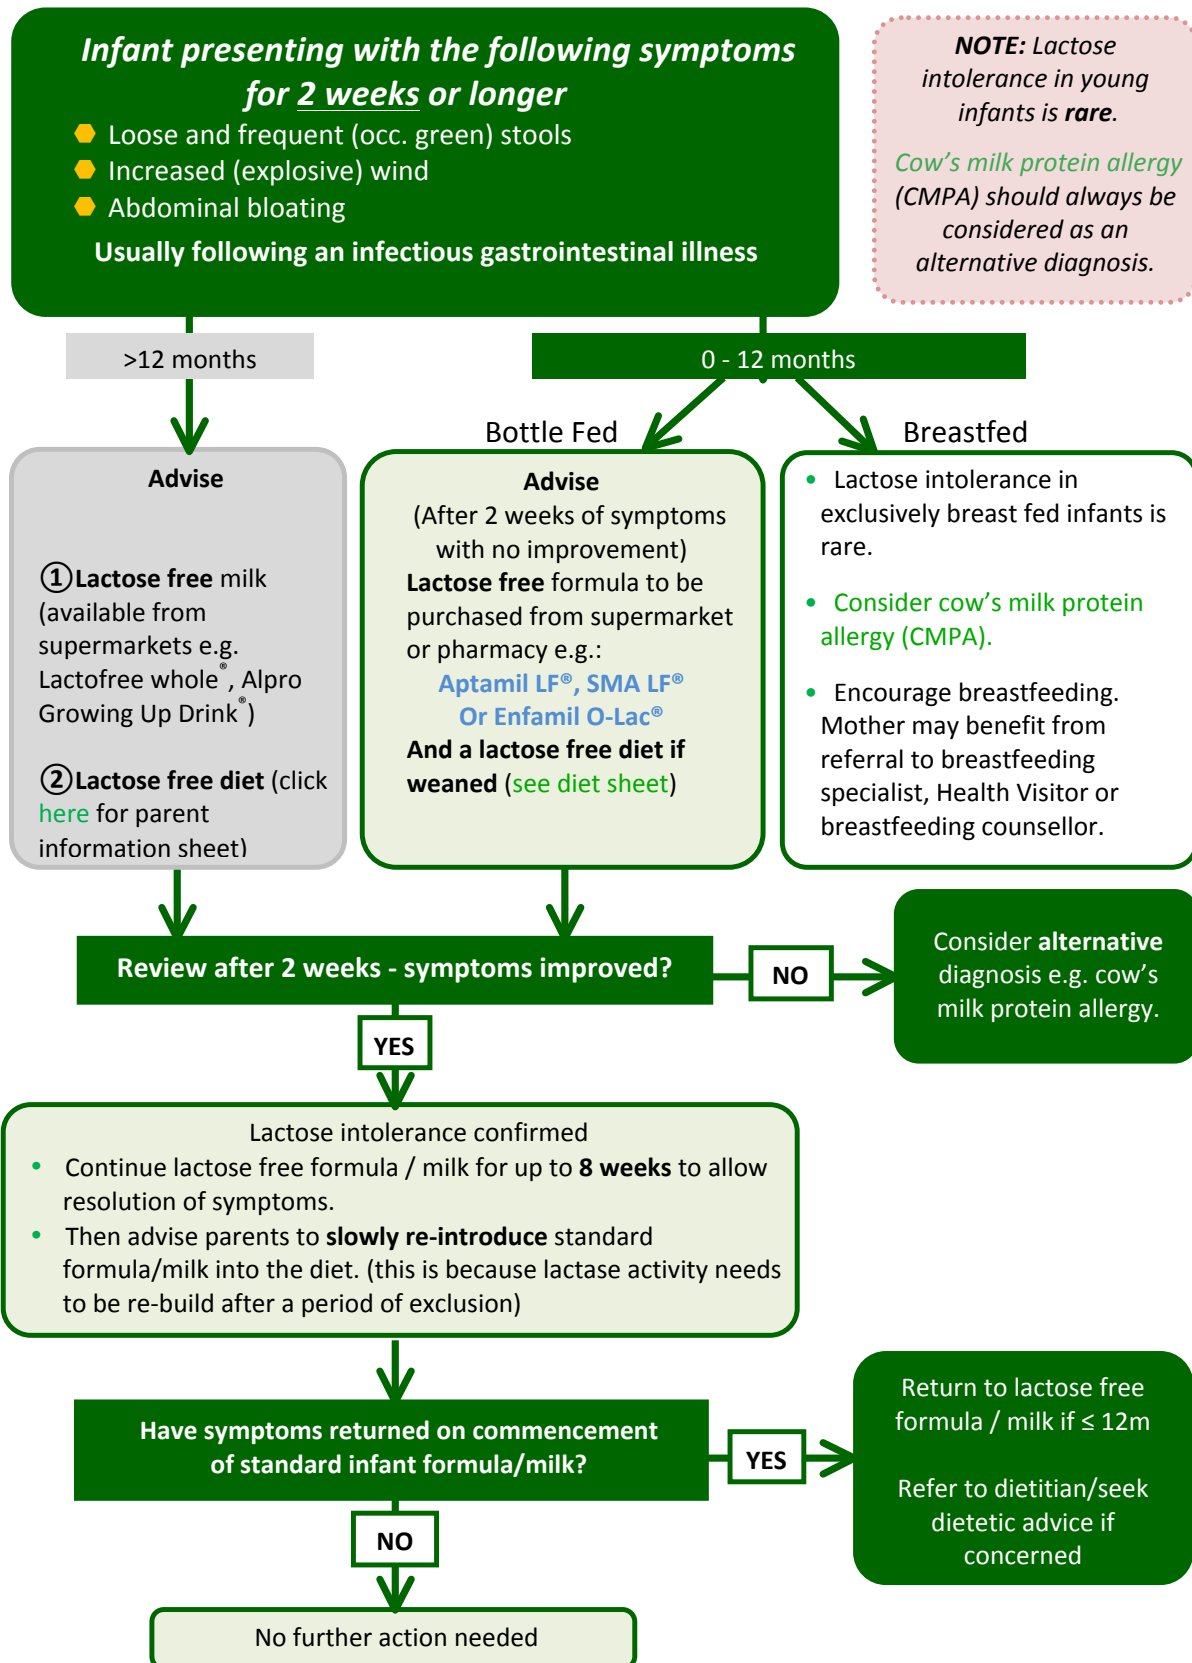 Infant presenting with the following symptoms
for 2 weeks or longer
Loose and frequent (occ. green) stools
Increased (explosive) wind
Abdominal bloating
Usually following an infectious gastrointestinal illness
NOTE: Lactose
intolerance in young
infants is rare.
Cow's milk protein allergy
(CMPA) should always be
considered as an
alternative diagnosis.
>12 months
0 - 12 months
Bottle Fed
Breastfed
Advise
①Lactose free milk
(available from
supermarkets e.g.
Lactofree whole®, Alpro
Growing Up Drink®)
②Lactose free diet (click
here for parent
information sheet)
Advise
(After 2 weeks of symptoms
with no improvement)
Lactose free formula to be
purchased from supermarket
or pharmacy e.g.:
Aptamil LF®, SMA LF®
Or Enfamil O-Lac®
And a lactose free diet if
weaned (see diet sheet)
• Lactose intolerance in
exclusively breast fed infants is
rare.
• Consider cow's milk protein
allergy (CMPA).
• Encourage breastfeeding.
Mother may benefit from
referral to breastfeeding
specialist, Health Visitor or
breastfeeding counsellor.
Review after 2 weeks - symptoms improved?
NO
Consider alternative
diagnosis e.g. cow's
milk protein allergy.
YES
Lactose intolerance confirmed
• Continue lactose free formula / milk for up to 8 weeks to allow
resolution of symptoms.
• Then advise parents to slowly re-introduce standard
formula/milk into the diet. (this is because lactase activity needs
to be re-build after a period of exclusion)
Have symptoms returned on commencement
of standard infant formula/milk?
YES
Return to lactose free
formula / milk if ≤ 12m
Refer to dietitian/seek
dietetic advice if
concerned
NO
No further action needed